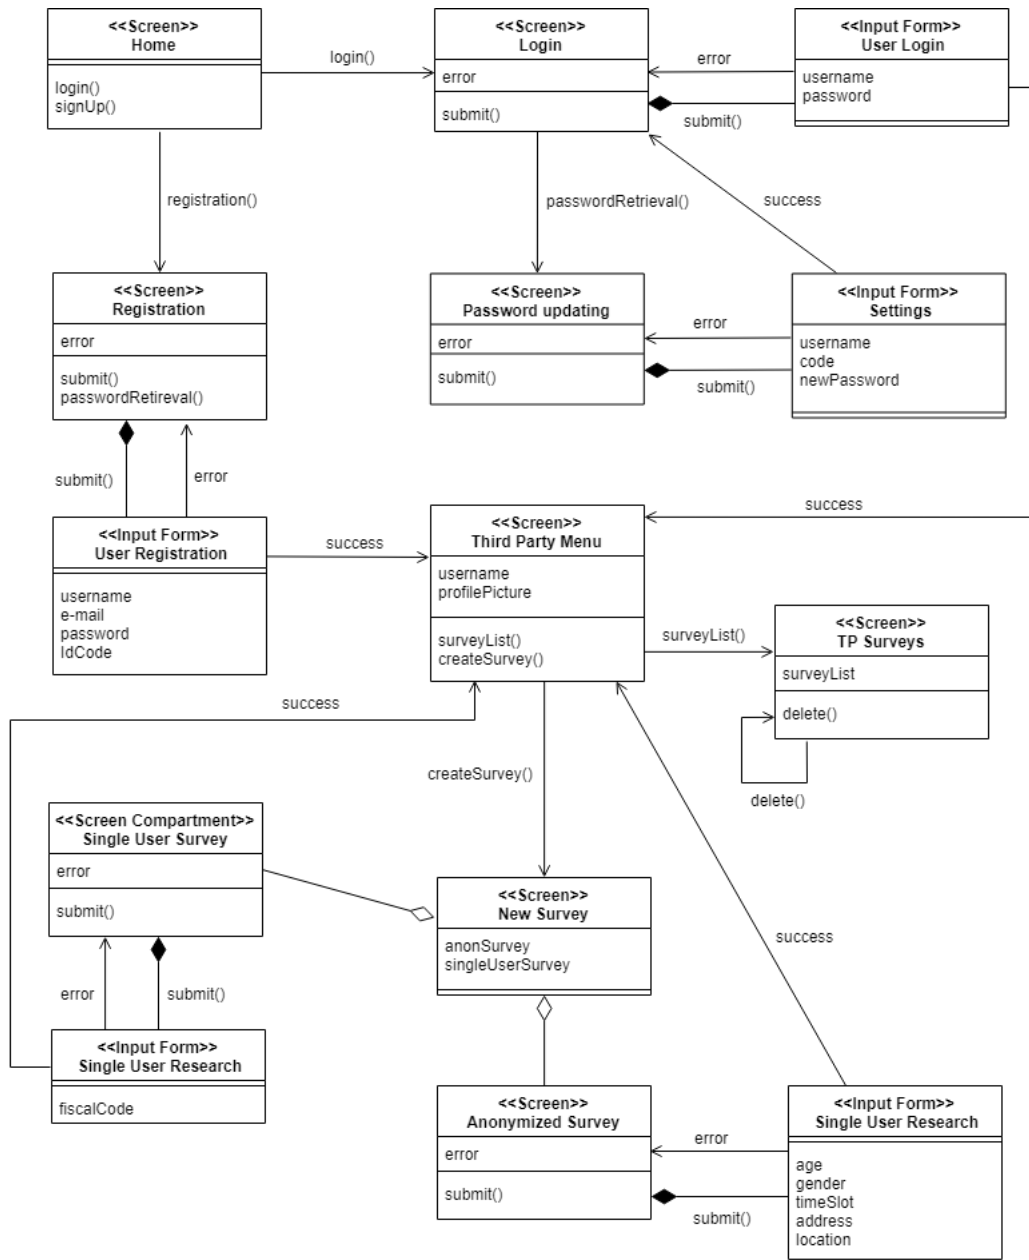 <<Screen>>
Home
login()
signUp()
login()
<<Screen>>
Login
error
submit()
error
submit()
<<Input Form>>
User Login
username
password
registration()
passwordRetrieval()
success
<<Screen>>
Registration
error
submit()
passwordRetireval()
<<Screen>>
Password updating
error
submit()
error
submit()
<<Input Form>>
Settings
username
code
newPassword
submit()
error
<<Input Form>>
User Registration
username
e-mail
password
IdCode
success
<<Screen>>
Third Party Menu
username
profilePicture
surveyList()
createSurvey()
success
surveyList()
<<Screen>>
TP Surveys
surveyList
delete()
delete()
success
createSurvey()
<<Screen Compartment>>
Single User Survey
error
submit()
error
submit()
<<Input Form>>
Single User Research
fiscalCode
<<Screen>>
New Survey
anonSurvey
singleUserSurvey
success
<<Screen>>
Anonymized Survey
error
submit()
error
submit()
<<Input Form>>
Single User Research
age
gender
timeSlot
address
location